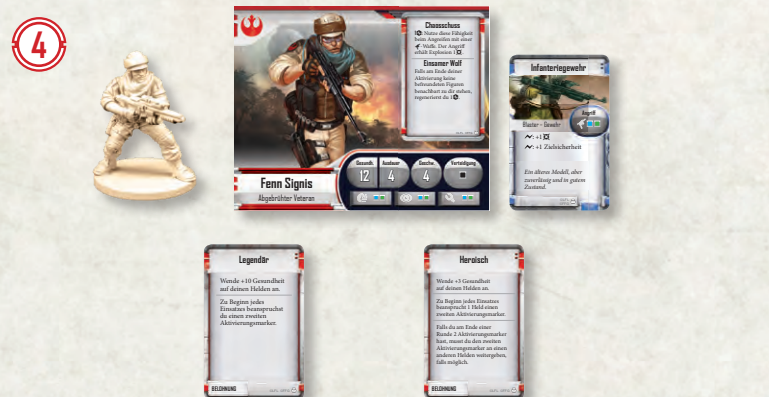 4
Chaosschuss
1: Nutze diese Fähigkeit
beim Angreifen mit einer
-Waffe. Der Angriff
erhält Explosion 1.
Einsamer Wolf
Falls am Ende deiner
Aktivierung keine
befreundeten Figuren
benachbart zu dir stehen,
regenerierst du 1.
Fenn Signis
Abgebrühter Veteran
Gesundh. Ausdauer Geschw. Verteidigung
12 4 4
Infanteriegewehr
Angriff
Blaster – Gewehr
: +1
: +1 Zielsicherheit
Ein älteres Modell, aber
zuverlässig und in gutem
Zustand.
Legendär
Wende +10 Gesundheit
auf deinen Helden an.
Zu Beginn jedes
Einsatzes beanspruchst
du einen zweiten
Aktivierungsmarker.
BELOHNUNG
Heroisch
Wende +3 Gesundheit
auf deinen Helden an.
Zu Beginn jedes Einsatzes
beansprucht 1 Held einen
zweiten Aktivierungsmarker.
Falls du am Ende einer
Runde 2 Aktivierungsmarker
hast, musst du den zweiten
Aktivierungsmarker an einen
anderen Helden weitergeben,
falls möglich.
BELOHNUNG